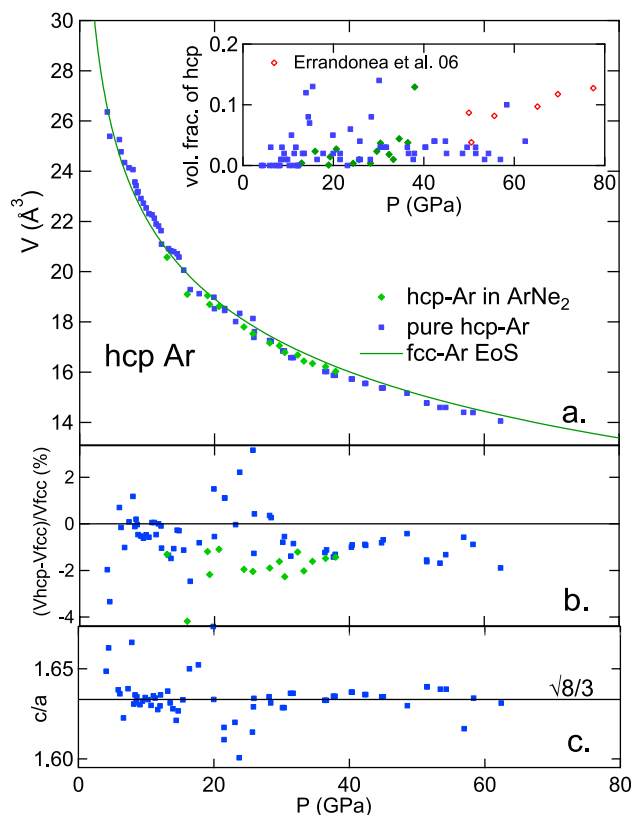 a.
hcp Ar
V (Å³)
28
26
24
22
20
18
16
14
vol. frac. of hcp
0.2
0.1
0.0
Errandonea et al. 06
0
20
40
60
80
P (GPa)
hcp-Ar in ArNe₂
pure hcp-Ar
fcc-Ar EoS
(Vhcp-Vfcc)/Vfcc (%)
2
0
-2
-4
b.
c/a
1.65
1.60
√8/3
c.
0
20
40
60
80
P (GPa)